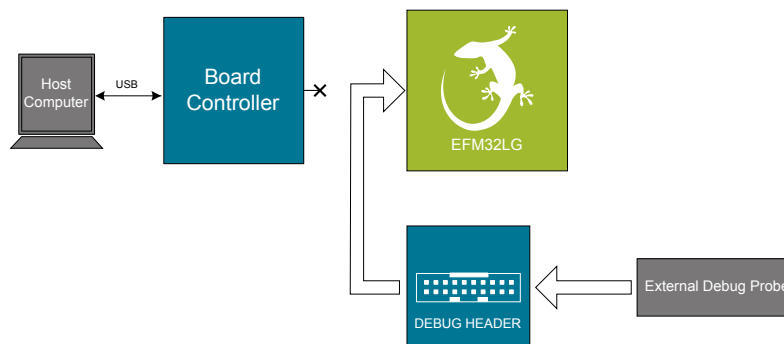 Host
Computer
USB
Board
Controller
EFM32LG
DEBUG HEADER
External Debug Probe